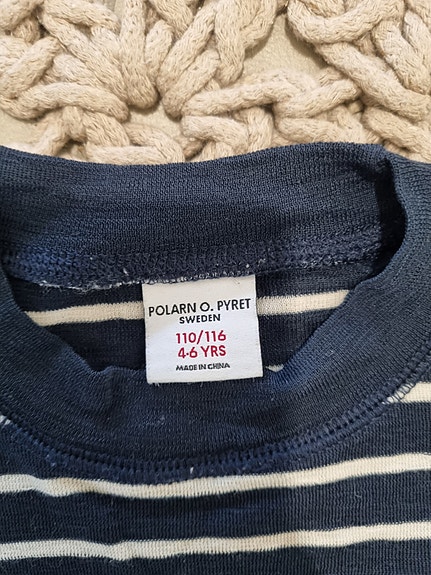 POLARN O. PYRET
SWEDEN
110/116
4-6 YRS
MADE IN CHINA